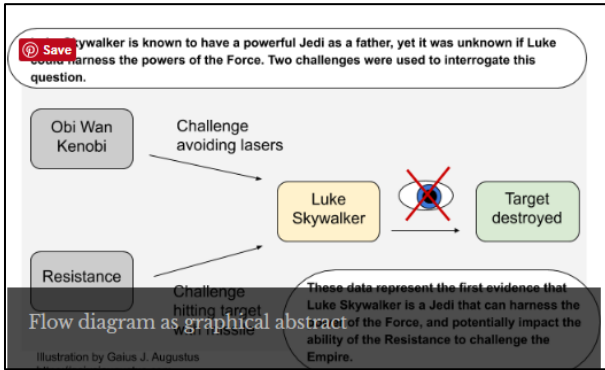 Save
Skywalker is known to have a powerful Jedi as a father, yet it was unknown if Luke
could harness the powers of the Force. Two challenges were used to interrogate this
question.
Obi Wan
Kenobi
Challenge
avoiding lasers
Luke
Skywalker
Target
destroyed
Resistance
Challenge
hitting target
with missile
These data represent the first evidence that
Luke Skywalker is a Jedi that can harness the
of the Force, and potentially impact the
ability of the Resistance to challenge the
Empire.
Flow diagram as graphical abstract
Illustration by Gaius J. Augustus